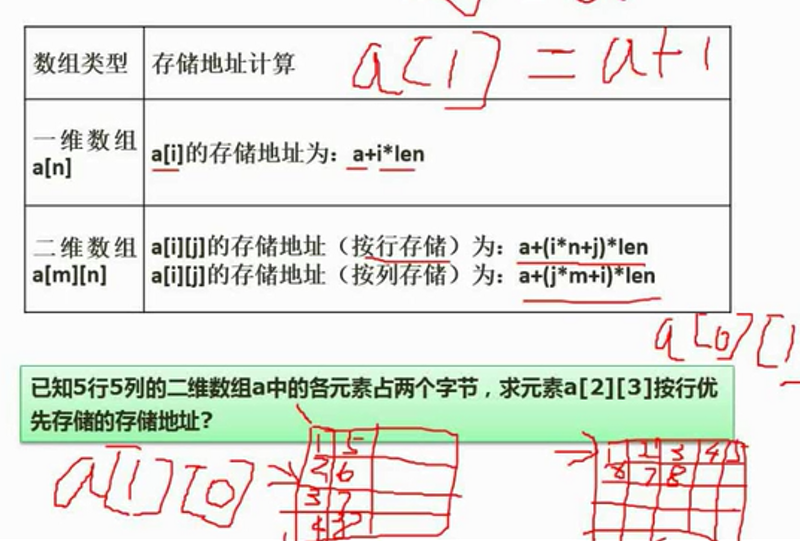 数组类型 存储地址计算 a[1] = a+1
一维数组
a[n]
a[i]的存储地址为：a+i*len
二维数组
a[m][n]
a[i][j]的存储地址（按行存储）为：a+(i*n+j)*len
a[i][j]的存储地址（按列存储）为：a+(j*m+i)*len
a[0][1
已知5行5列的二维数组a中的各元素占两个字节，求元素a[2][3]按行优
先存储的存储地址？
a[1][0]
1 5
2 6
3 7
1 2 3 4 5
7 8